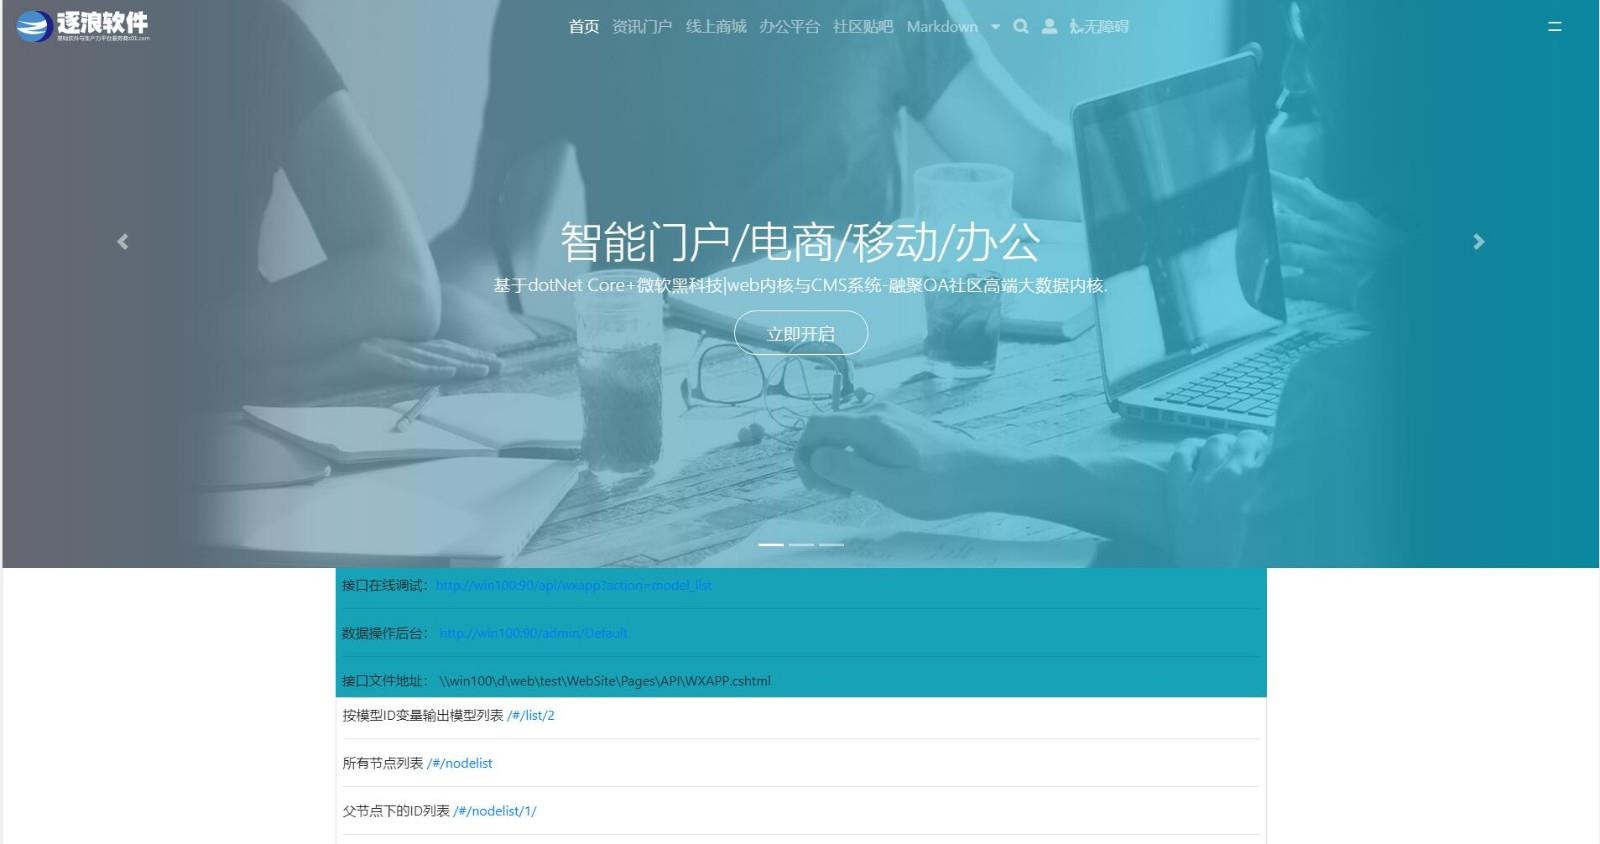 逐浪软件
首页 资讯门户 线上商城 办公平台 社区贴吧 Markdown 无障碍
智能门户/电商/移动/办公
基于dotNet Core+微软黑科技|web内核与CMS系统-融聚OA社区高端大数据内核.
立即开启
接口在线调试: http://win100:90/api/wxapp?action=model_list
数据操作后台: http://win100:90/admin/Default
接口文件地址: \\win100\d\web\test\WebSite\Pages\API\WXAPP.cshtml
按模型ID变量输出模型列表 /#/list/2
所有节点列表 /#/nodelist
父节点下的ID列表 /#/nodelist/1/